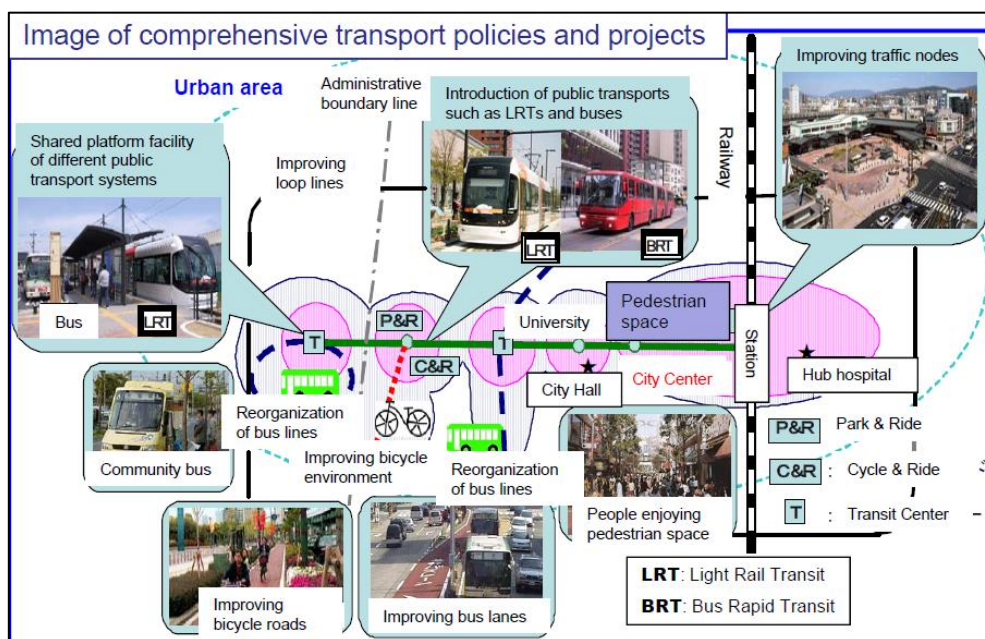 Image of comprehensive transport policies and projects
Urban area
Administrative
boundary line
Introduction of public transports
such as LRTs and buses
Improving traffic nodes
Shared platform facility
of different public
transport systems
Improving
loop lines
Railway
LRT
BRT
Bus
LRT
P&R
University
Pedestrian
space
T
T
C&R
City Hall
City Center
Station
Hub hospital
Reorganization
of bus lines
Community bus
Improving bicycle
environment
Reorganization
of bus lines
People enjoying
pedestrian space
P&R
Park & Ride
C&R
: Cycle & Ride
T
: Transit Center
Improving
bicycle roads
Improving bus lanes
LRT: Light Rail Transit
BRT: Bus Rapid Transit